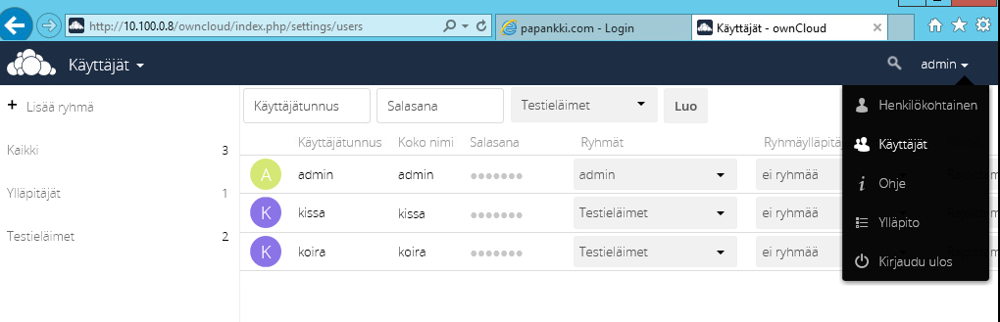 http://10.100.0.8/owncloud/index.php/settings/users
papankki.com - Login
Käyttäjät - ownCloud
Käyttäjät
admin
Lisää ryhmä
Kaikki 3
Ylläpitäjät 1
Testieläimet 2
Käyttäjätunnus Salasana Testieläimet Luo
Käyttäjätunnus Koko nimi Salasana Ryhmät Ryhmäylläpitäj
A admin admin ●●●●●●● admin ei ryhmää
K kissa kissa ●●●●●●● Testieläimet ei ryhmää
K koira koira ●●●●●●● Testieläimet ei ryhmää
Henkilökohtainen
Käyttäjät
Ohje
Ylläpito
Kirjaudu ulos